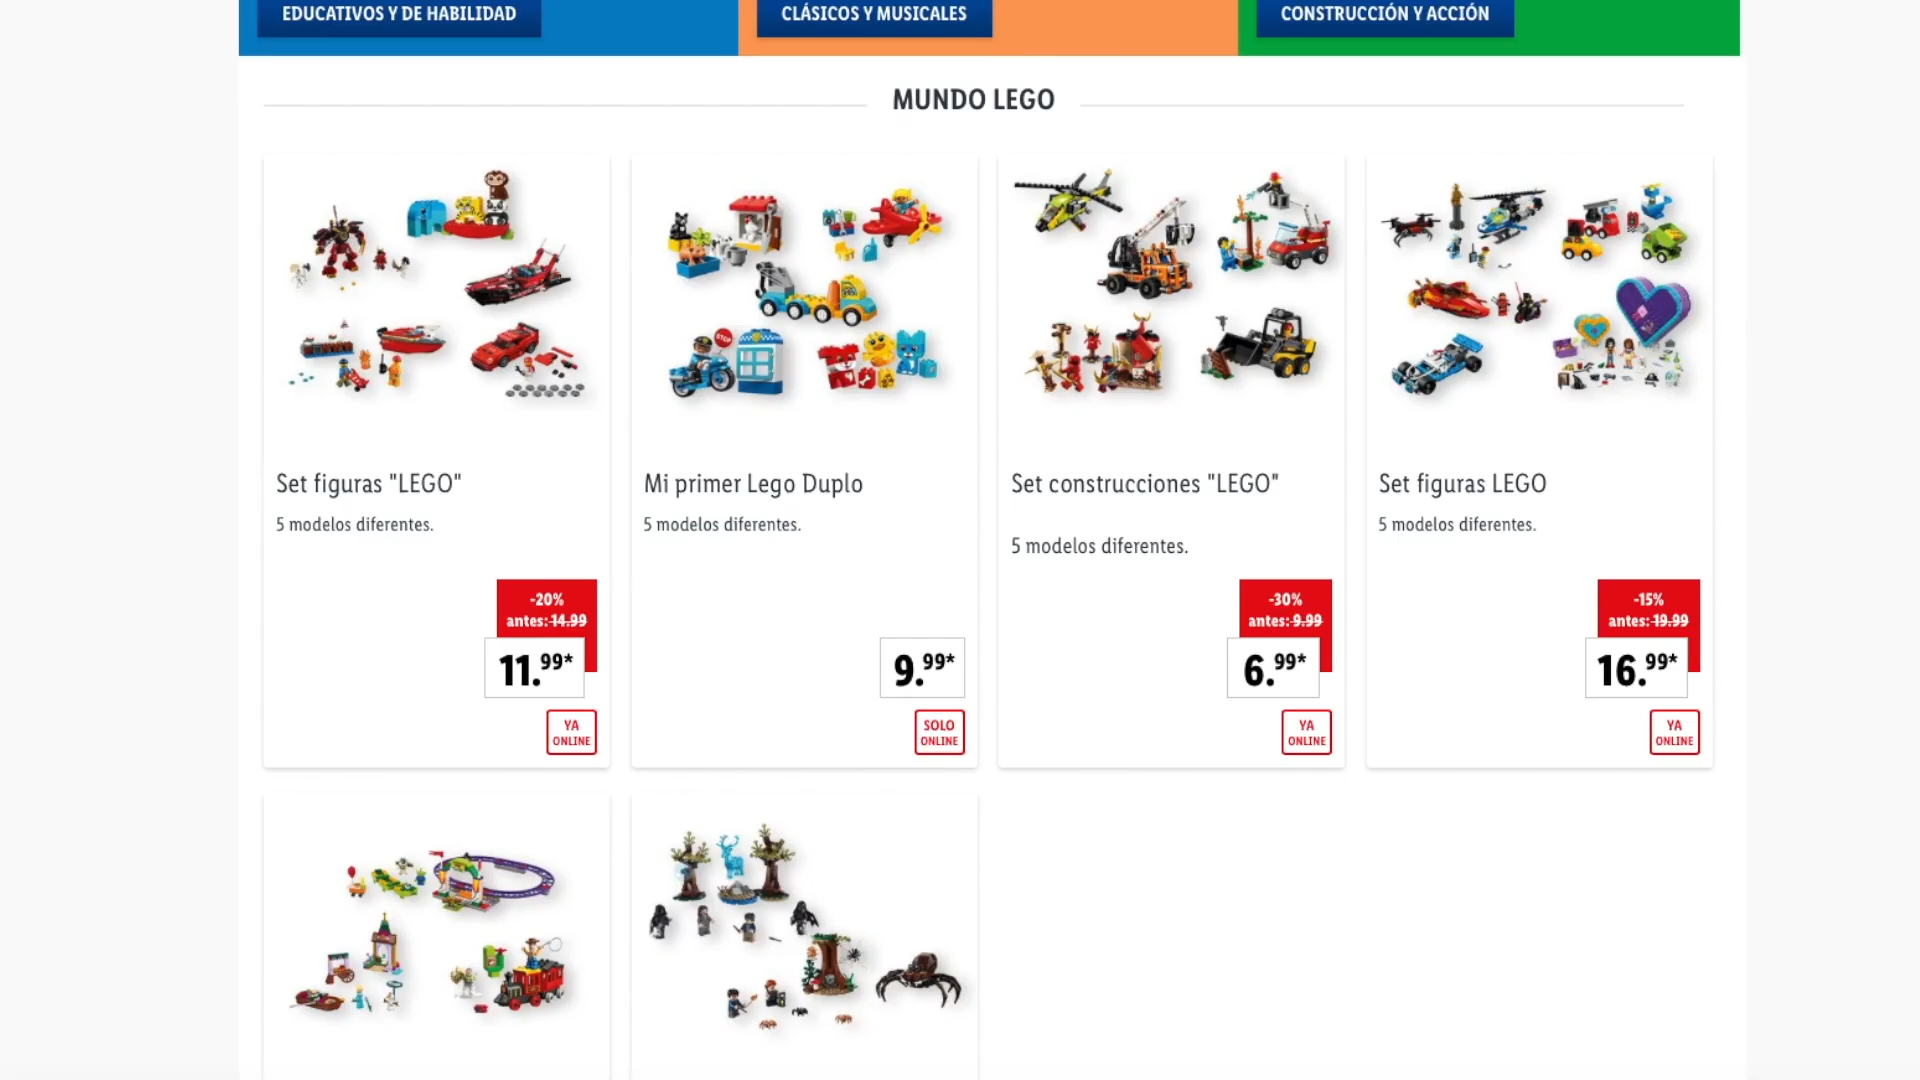 EDUCATIVOS Y DE HABILIDAD
CLÁSICOS Y MUSICALES
CONSTRUCCIÓN Y ACCIÓN
MUNDO LEGO
STOP
Set figuras "LEGO"
5 modelos diferentes.
-20%
antes: 14.99
11.99*
YA
ONLINE
Mi primer Lego Duplo
5 modelos diferentes.
9.99*
SOLO
ONLINE
Set construcciones "LEGO"
5 modelos diferentes.
-30%
antes: 9.99
6.99*
YA
ONLINE
Set figuras LEGO
5 modelos diferentes.
-15%
antes: 19.99
16.99*
YA
ONLINE